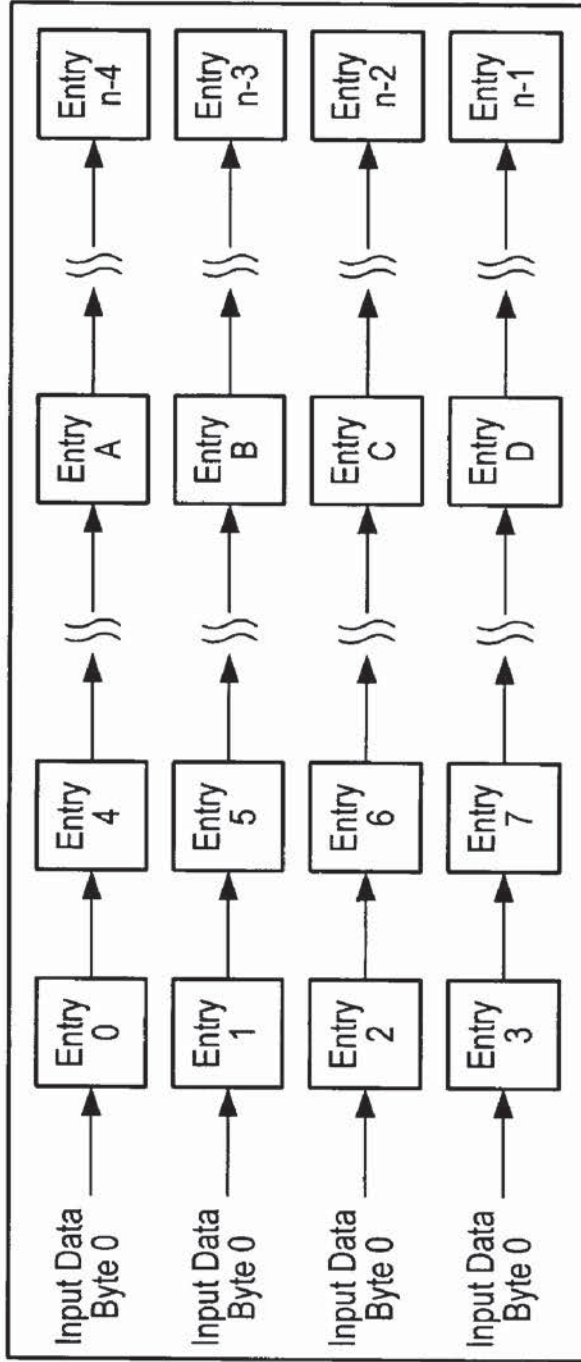 Input Data
Byte 0
Entry
0
Entry
4
Entry
A
Entry
n-4
Input Data
Byte 0
Entry
1
Entry
5
Entry
B
Entry
n-3
Input Data
Byte 0
Entry
2
Entry
6
Entry
C
Entry
n-2
Input Data
Byte 0
Entry
3
Entry
7
Entry
D
Entry
n-1